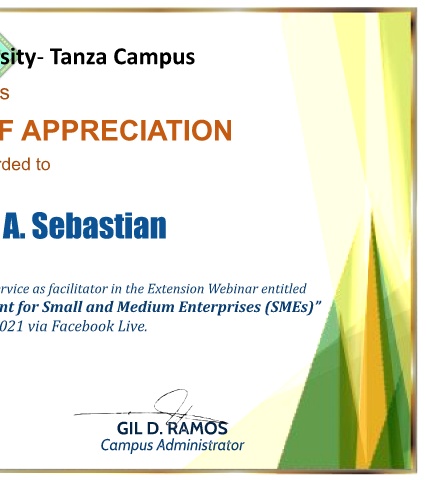 sity- Tanza Campus
s
F APPRECIATION
rded to
A. Sebastian
rvice as facilitator in the Extension Webinar entitled
nt for Small and Medium Enterprises (SMEs)”
021 via Facebook Live.
GIL D. RAMOS
Campus Administrator